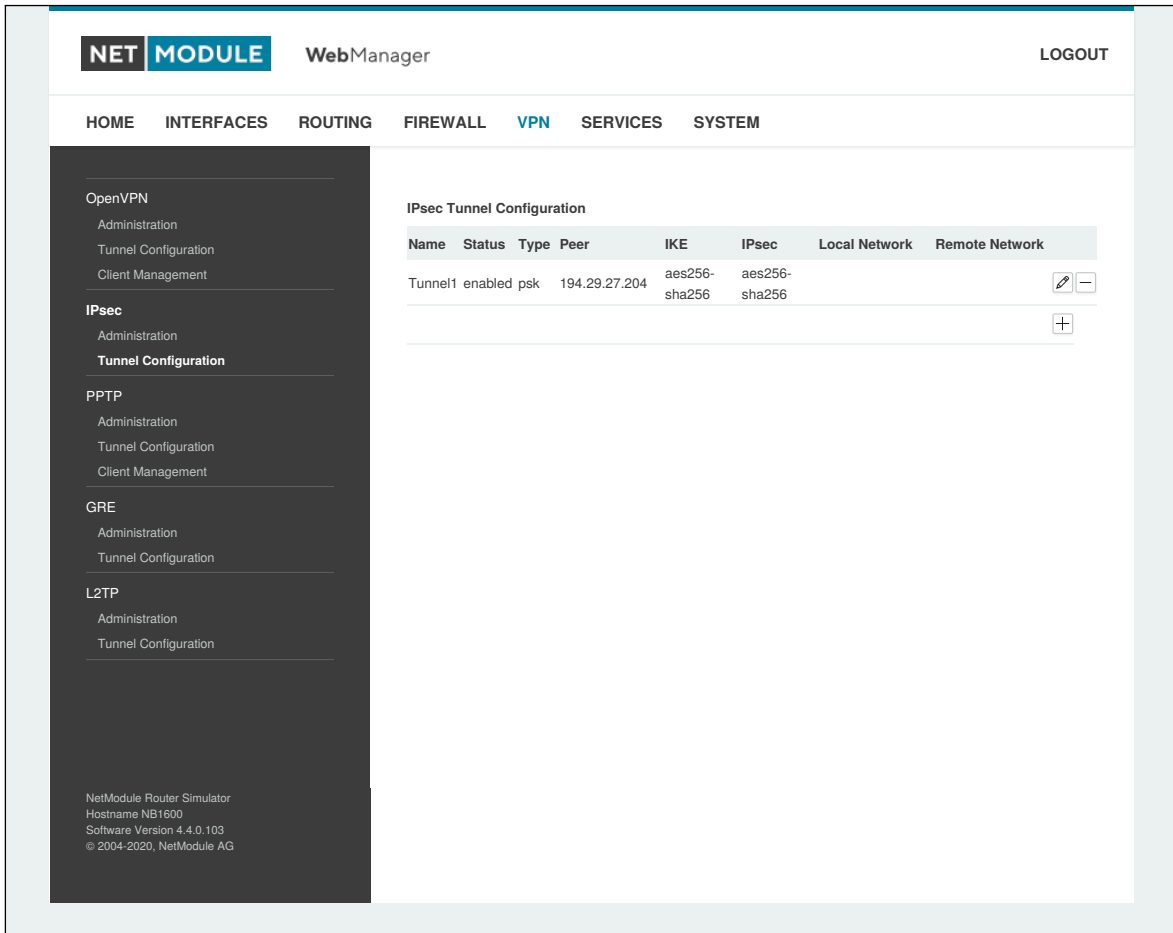 NET MODULE WebManager LOGOUT
HOME INTERFACES ROUTING FIREWALL VPN SERVICES SYSTEM
OpenVPN
Administration
Tunnel Configuration
Client Management
IPsec
Administration
Tunnel Configuration
PPTP
Administration
Tunnel Configuration
Client Management
GRE
Administration
Tunnel Configuration
L2TP
Administration
Tunnel Configuration
NetModule Router Simulator
Hostname NB1600
Software Version 4.4.0.103
© 2004-2020, NetModule AG
IPsec Tunnel Configuration
Name Status Type Peer IKE IPsec Local Network Remote Network
Tunnel1 enabled psk 194.29.27.204 aes256- aes256-
sha256 sha256